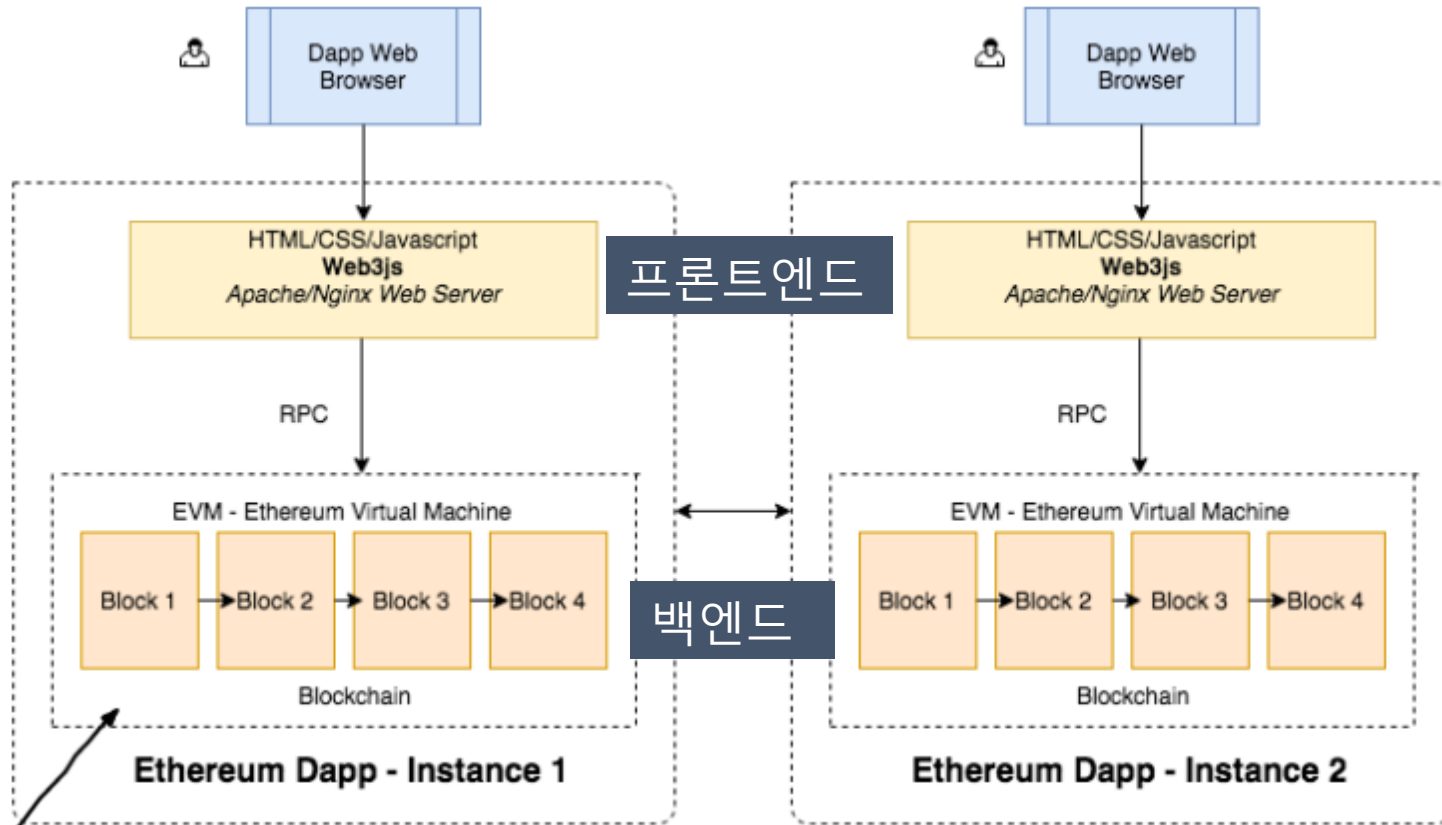 Dapp Web
Browser
Dapp Web
Browser
HTML/CSS/Javascript
Web3js
Apache/Nginx Web Server
프론트엔드
HTML/CSS/Javascript
Web3js
Apache/Nginx Web Server
RPC
RPC
EVM - Ethereum Virtual Machine
Block 1
Block 2
Block 3
Block 4
Blockchain
백엔드
EVM - Ethereum Virtual Machine
Block 1
Block 2
Block 3
Block 4
Blockchain
Ethereum Dapp - Instance 1
Ethereum Dapp - Instance 2